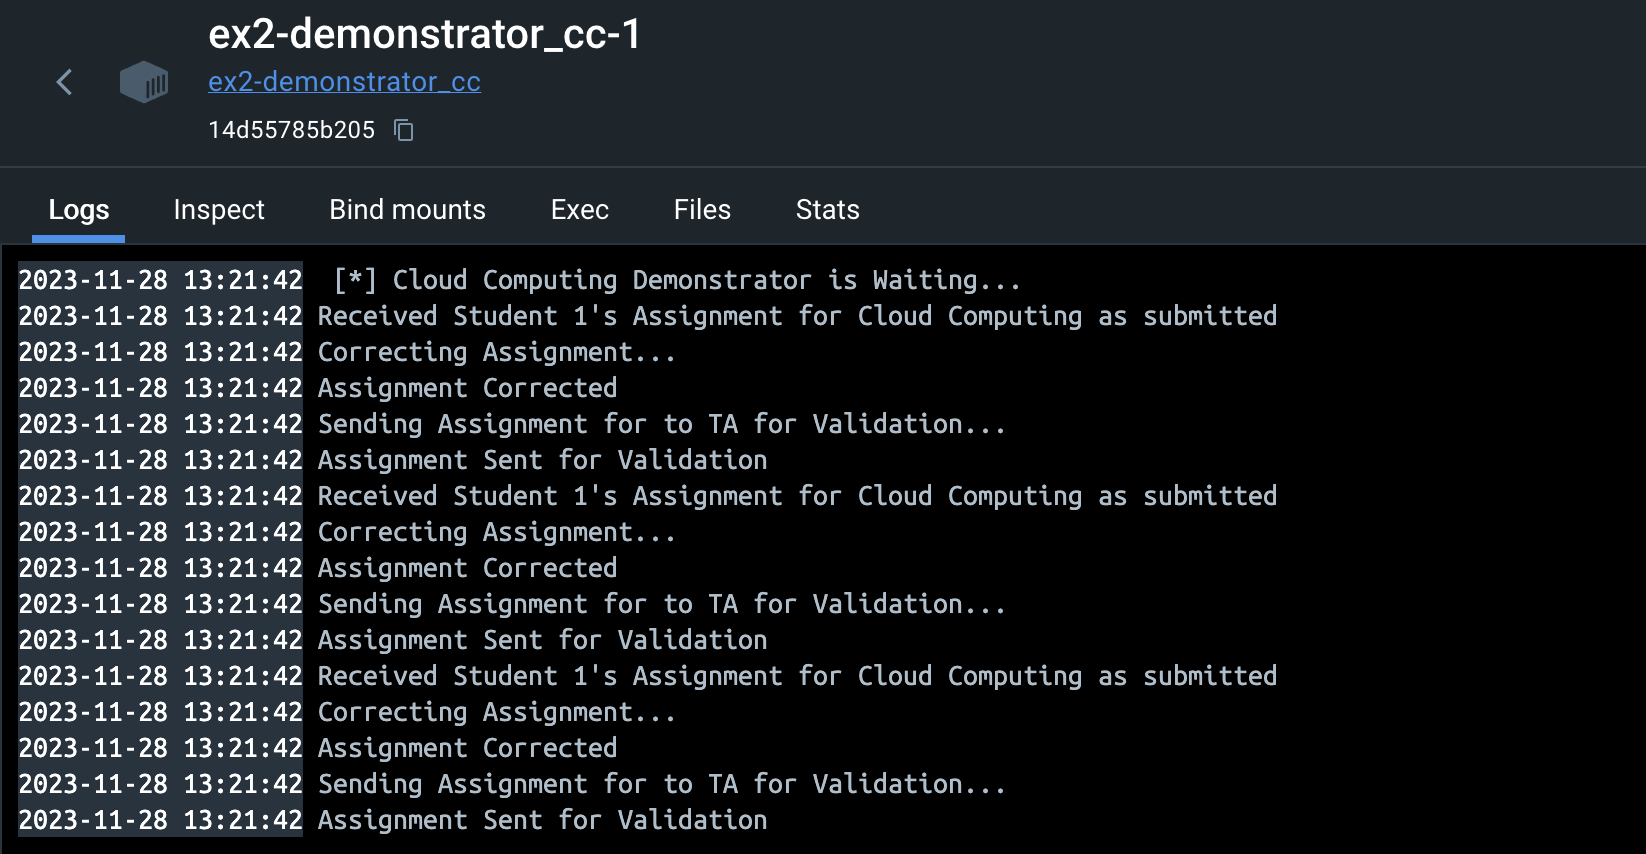 ex2-demonstrator_cc-1
ex2-demonstrator_cc
14d55785b205
Logs Inspect Bind mounts Exec Files Stats
2023-11-28 13:21:42  [*] Cloud Computing Demonstrator is Waiting...
2023-11-28 13:21:42 Received Student 1's Assignment for Cloud Computing as submitted
2023-11-28 13:21:42 Correcting Assignment...
2023-11-28 13:21:42 Assignment Corrected
2023-11-28 13:21:42 Sending Assignment for to TA for Validation...
2023-11-28 13:21:42 Assignment Sent for Validation
2023-11-28 13:21:42 Received Student 1's Assignment for Cloud Computing as submitted
2023-11-28 13:21:42 Correcting Assignment...
2023-11-28 13:21:42 Assignment Corrected
2023-11-28 13:21:42 Sending Assignment for to TA for Validation...
2023-11-28 13:21:42 Assignment Sent for Validation
2023-11-28 13:21:42 Received Student 1's Assignment for Cloud Computing as submitted
2023-11-28 13:21:42 Correcting Assignment...
2023-11-28 13:21:42 Assignment Corrected
2023-11-28 13:21:42 Sending Assignment for to TA for Validation...
2023-11-28 13:21:42 Assignment Sent for Validation